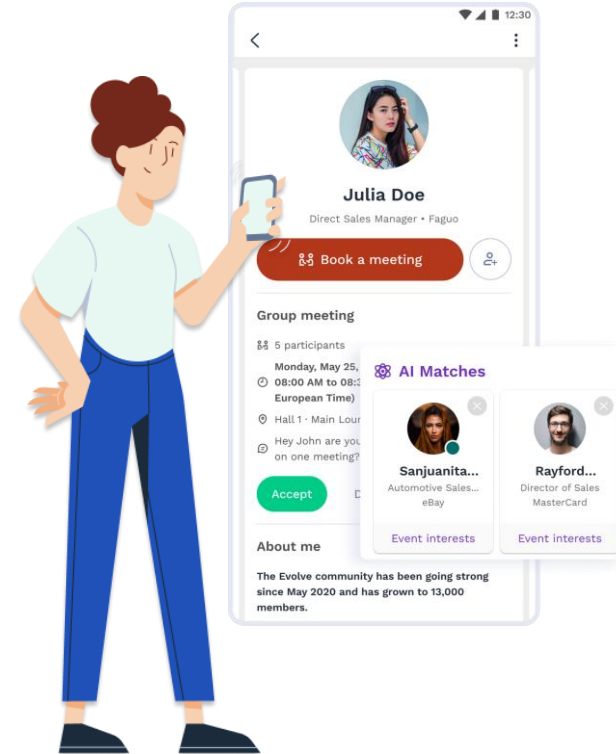 12:30
Julia Doe
Direct Sales Manager • Faguo
Book a meeting
Group meeting
5 participants
Monday, May 25,
08:00 AM to 08:3
European Time)
Hall 1 · Main Lour
Hey John are you
on one meeting?
Accept
D
About me
The Evolve community has been going strong
since May 2020 and has grown to 13,000
members.
AI Matches
Sanjuanita...
Automotive Sales...
eBay
Event interests
Rayford...
Director of Sales
MasterCard
Event interests